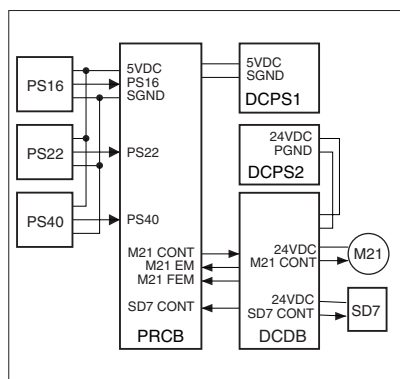 PS16
PS22
PS40
5VDC
PS16
SGND
PS22
PS40
M21 CONT
M21 EM
M21 FEM
SD7 CONT
PRCB
5VDC
SGND
DCPS1
24VDC
PGND
DCPS2
24VDC
M21 CONT
24VDC
SD7 CONT
DCDB
M21
SD7